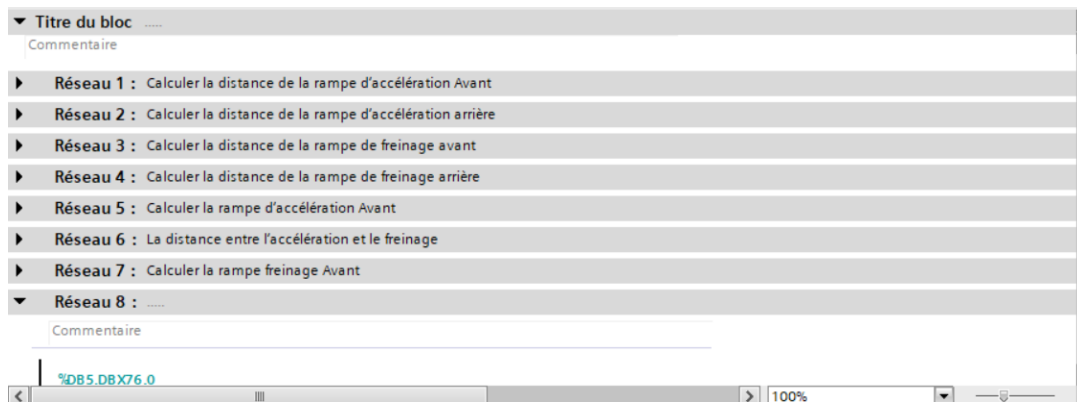 Titre du bloc .....
Commentaire
Réseau 1 : Calculer la distance de la rampe d'accélération Avant
Réseau 2 : Calculer la distance de la rampe d'accélération arrière
Réseau 3 : Calculer la distance de la rampe de freinage avant
Réseau 4 : Calculer la distance de la rampe de freinage arrière
Réseau 5 : Calculer la rampe d'accélération Avant
Réseau 6 : La distance entre l'accélération et le freinage
Réseau 7 : Calculer la rampe freinage Avant
Réseau 8 : .....
Commentaire
%DB5.DBX76.0
100%